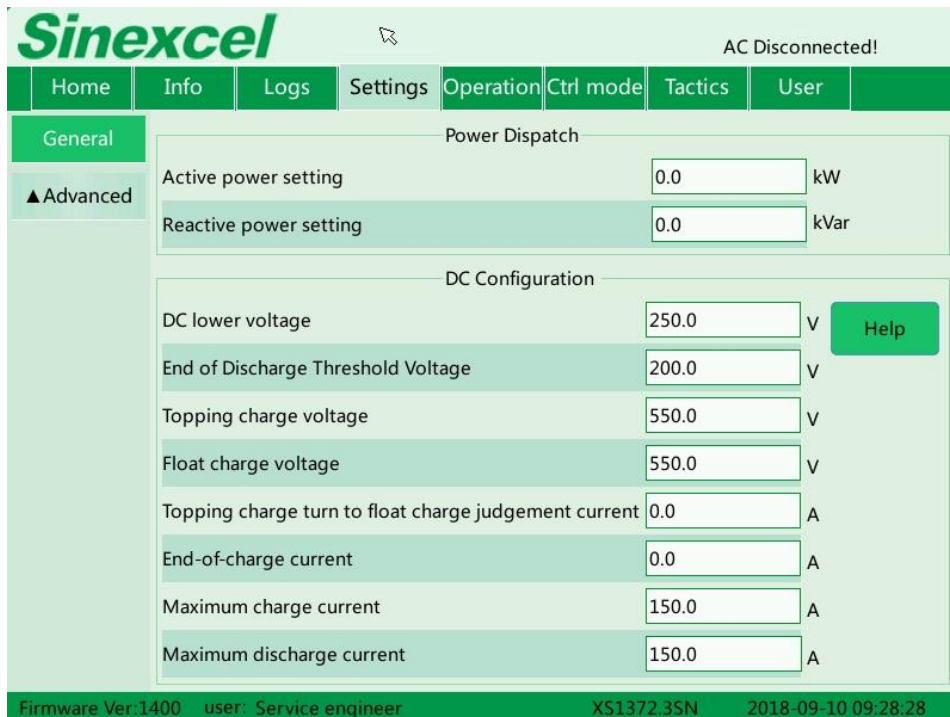 Sinexcel
AC Disconnected!
Home Info Logs Settings Operation Ctrl mode Tactics User
General
▲Advanced
Power Dispatch
Active power setting 0.0 kW
Reactive power setting 0.0 kVar
DC Configuration
DC lower voltage 250.0 V
Help
End of Discharge Threshold Voltage 200.0 V
Topping charge voltage 550.0 V
Float charge voltage 550.0 V
Topping charge turn to float charge judgement current 0.0 A
End-of-charge current 0.0 A
Maximum charge current 150.0 A
Maximum discharge current 150.0 A
Firmware Ver:1400 user: Service engineer XS1372.3SN 2018-09-10 09:28:28